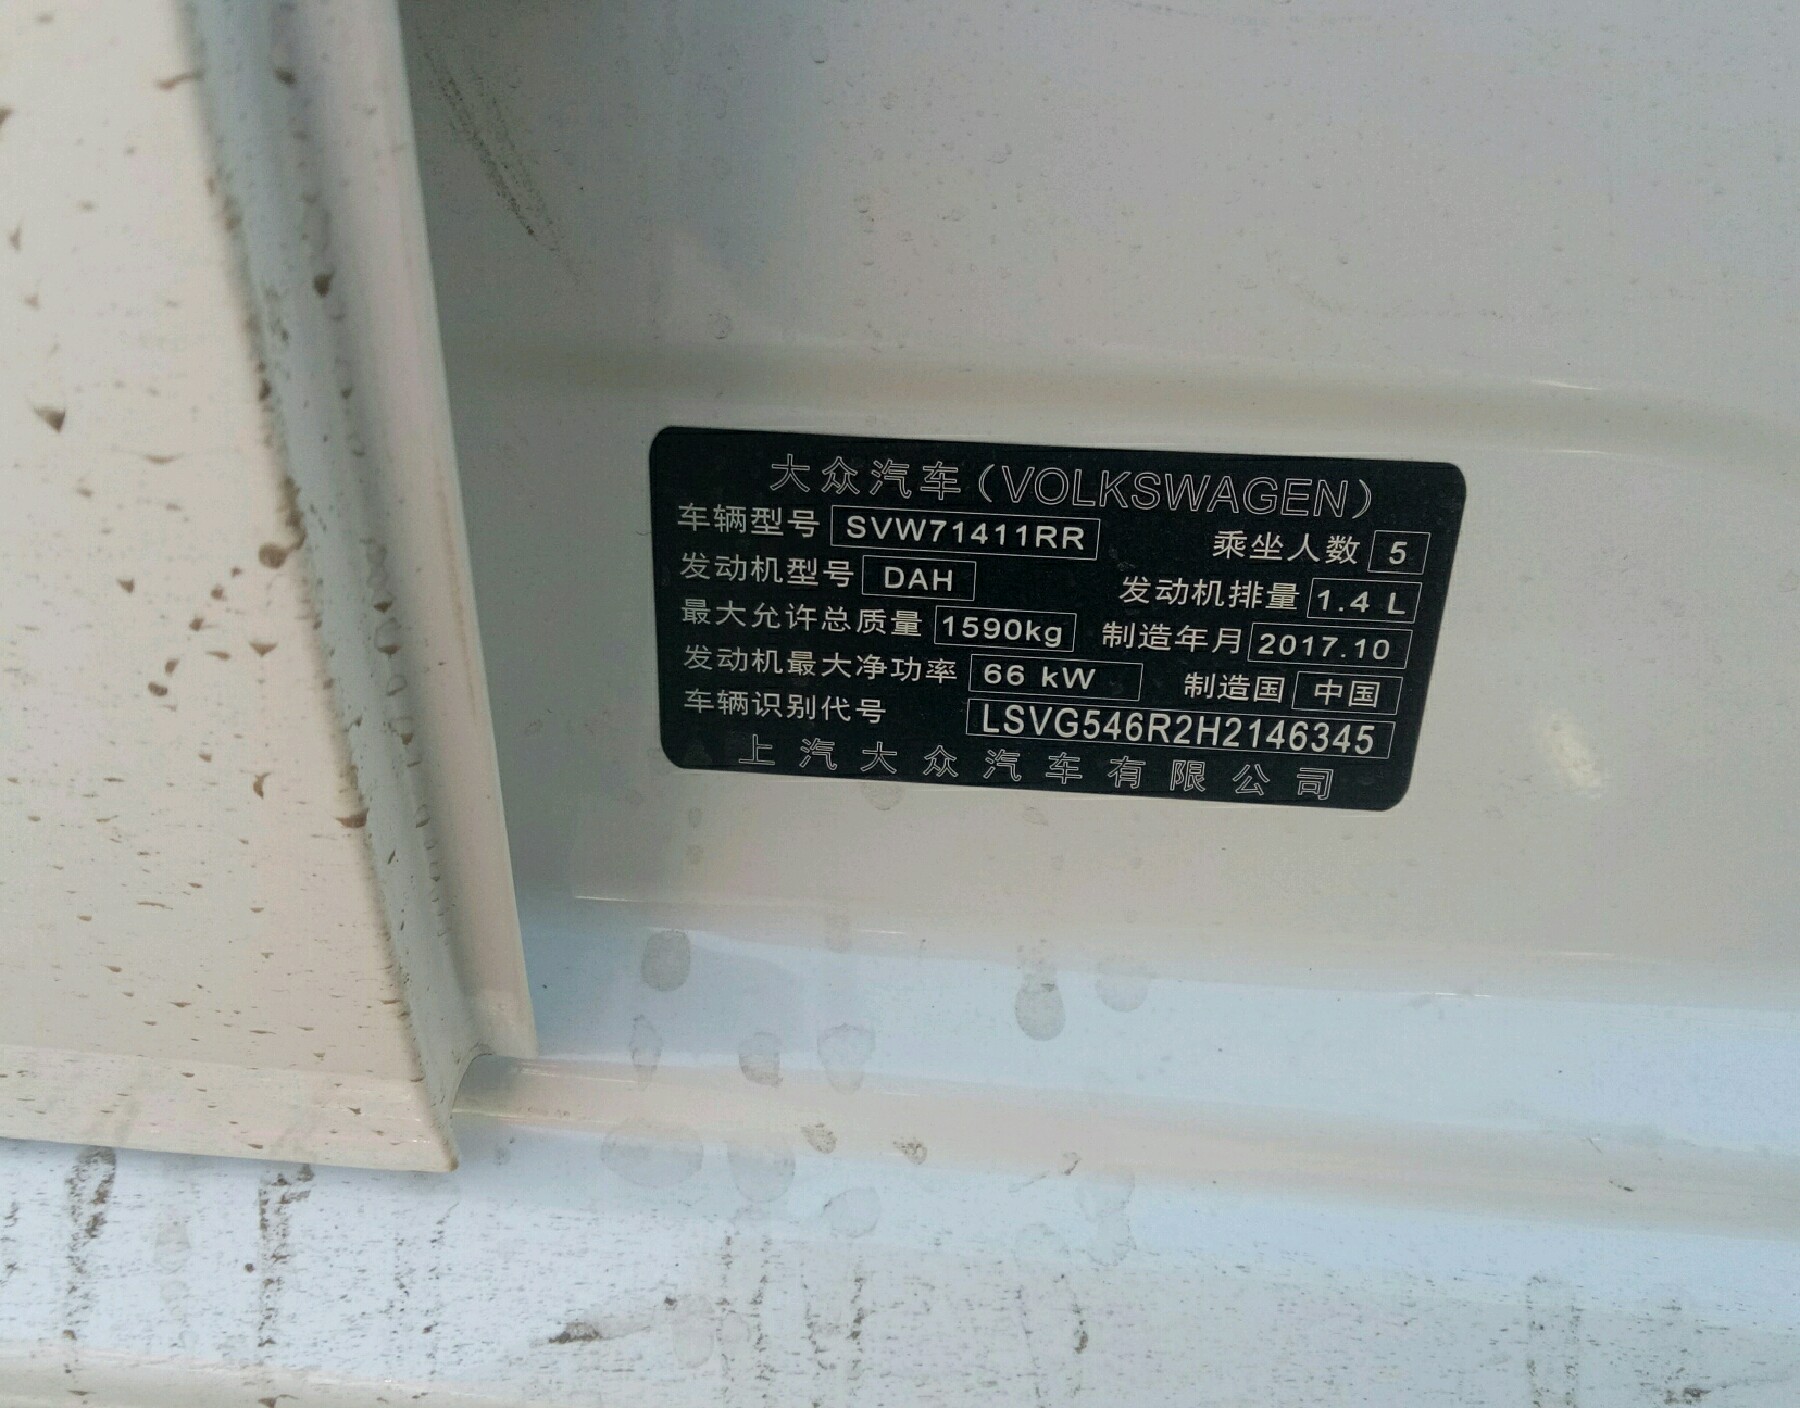 大众汽车(VOLKSWAGEN)
车辆型号 SVW71411RR 乘坐人数 5
发动机型号 DAH 发动机排量 1.4 L
最大允许总质量 1590kg 制造年月 2017.10
发动机最大净功率 66 kW 制造国 中国
车辆识别代号 LSVG546R2H2146345
上汽大众汽车有限公司